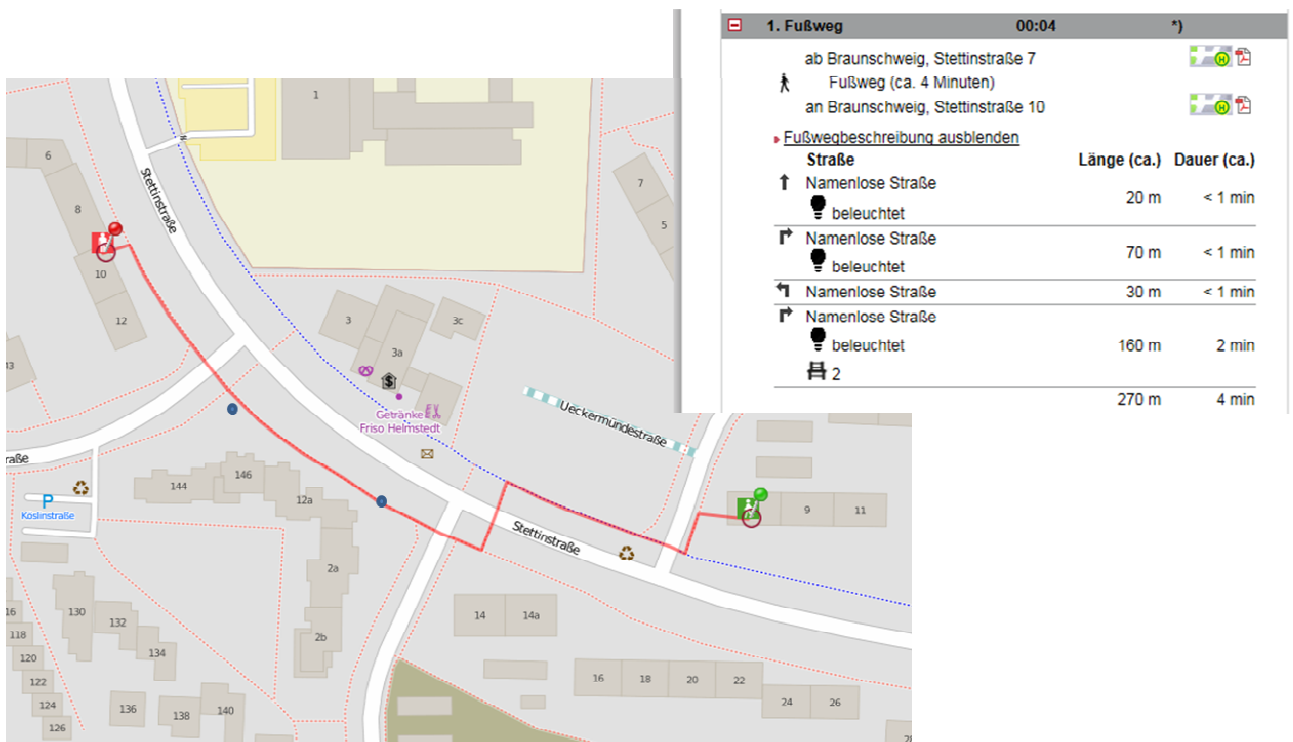 1. Fußweg 00:04 *)
ab Braunschweig, Stettinstraße 7
Fußweg (ca. 4 Minuten)
an Braunschweig, Stettinstraße 10
Fußwegbeschreibung ausblenden
Straße Länge (ca.) Dauer (ca.)
Namenlose Straße
20 m < 1 min
beleuchtet
Namenlose Straße
70 m < 1 min
beleuchtet
Namenlose Straße 30 m < 1 min
Namenlose Straße
beleuchtet 160 m 2 min
2
270 m 4 min
1
6
7
8
5
Stettinstraße
10
12
3
3c
3a
$
Getränke
Friso Helmstedt
Ueckermündestraße
raße
P
Köslinstraße
144
146
12a
9
11
Stettinstraße
2a
2b
14
14a
16
130
132
118
134
120
122
124
126
136
138
140
16
18
20
22
24
26